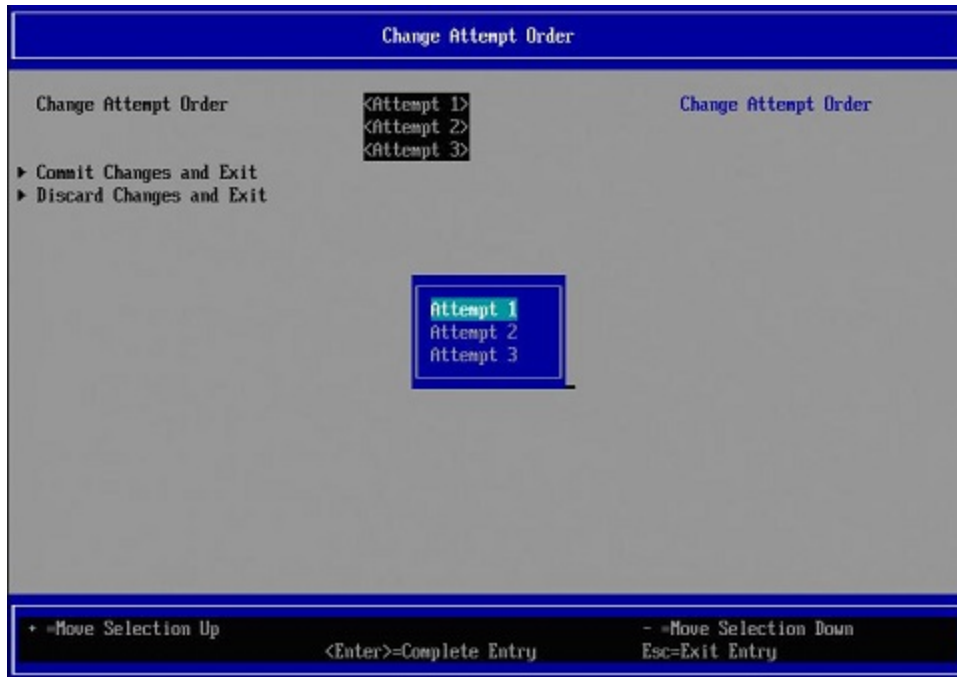 Change Attempt Order
Change Attempt Order <Attempt 1> Change Attempt Order
<Attempt 2>
<Attempt 3>
▶ Commit Changes and Exit
▶ Discard Changes and Exit
Attempt 1
Attempt 2
Attempt 3
+ =Move Selection Up - =Move Selection Down
<Enter>=Complete Entry Esc=Exit Entry